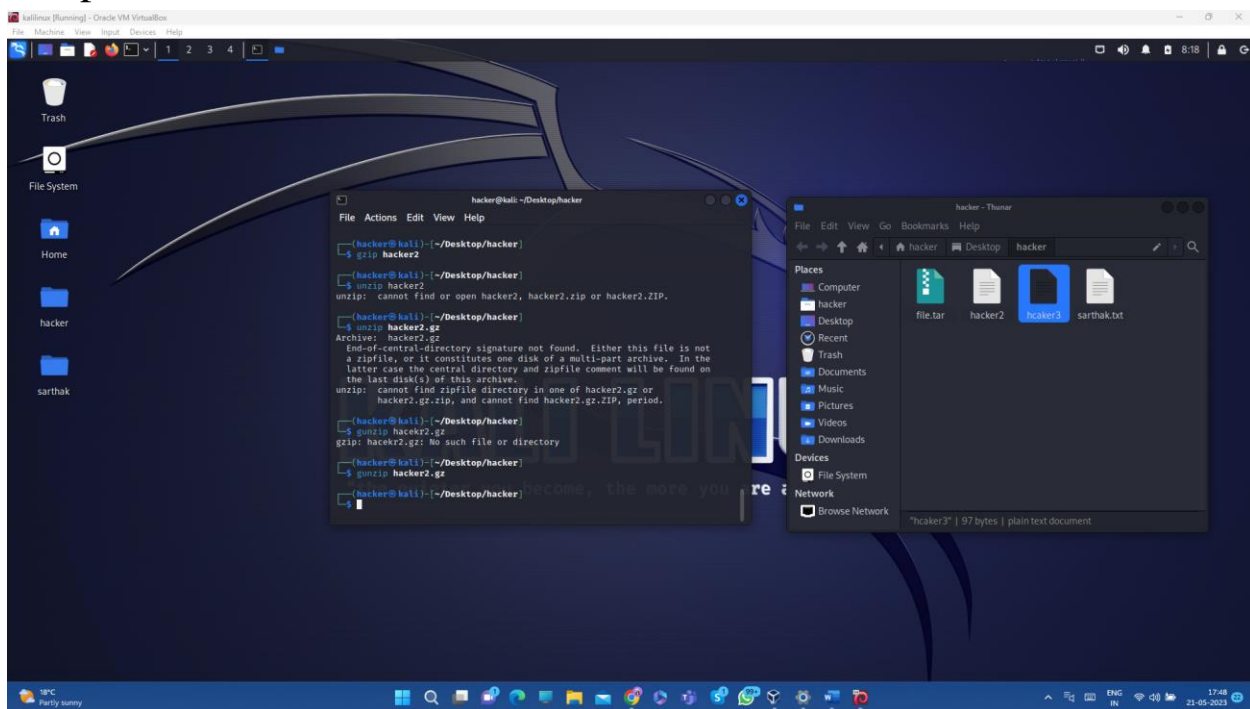 kalilinux [Running] - Oracle VM VirtualBox
File Machine View Input Devices Help
1 2 3 4
8:18
Trash
File System
Home
hacker
sarthak
hacker@kali: ~/Desktop/hacker
File Actions Edit View Help
(hacker㉿kali)-[~/Desktop/hacker]
$ gzip hacker2
(hacker㉿kali)-[~/Desktop/hacker]
$ unzip hacker2
unzip:  cannot find or open hacker2, hacker2.zip or hacker2.ZIP.
(hacker㉿kali)-[~/Desktop/hacker]
$ unzip hacker2.gz
Archive:  hacker2.gz
End-of-central-directory signature not found.  Either this file is not
a zipfile, or it constitutes one disk of a multi-part archive.  In the
latter case the central directory and zipfile comment will be found on
the last disk(s) of this archive.
unzip:  cannot find zipfile directory in one of hacker2.gz or
hacker2.gz.zip, and cannot find hacker2.gz.ZIP, period.
(hacker㉿kali)-[~/Desktop/hacker]
$ gunzip hacekr2.gz
gzip: hacekr2.gz: No such file or directory
(hacker㉿kali)-[~/Desktop/hacker]
$ gunzip hacker2.gz
(hacker㉿kali)-[~/Desktop/hacker]
$
become, the more you are a
hacker - Thunar
File Edit View Go Bookmarks Help
hacker Desktop hacker
Places
Computer
hacker
Desktop
Recent
Trash
Documents
Music
Pictures
Videos
Downloads
Devices
File System
Network
Browse Network
file.tar hacker2 hcaker3 sarthak.txt
"hcaker3" | 97 bytes | plain text document
18°C
Partly sunny
ENG
IN
17:48
21-05-2023